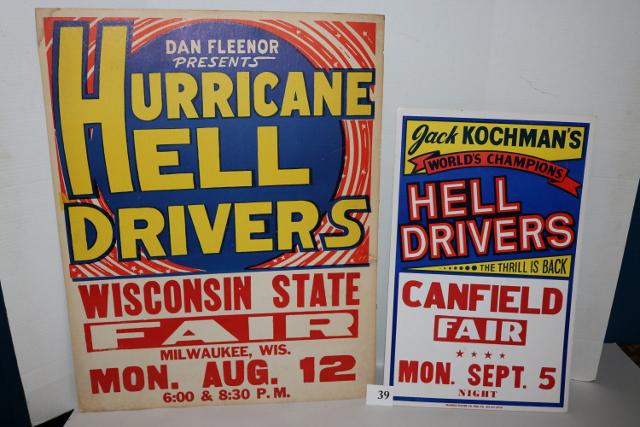 DAN FLEENOR
PRESENTS
HURRICANE
HELL
DRIVERS
WISCONSIN STATE
FAIR
MILWAUKEE, WIS.
MON. AUG. 12
6:00 & 8:30 P.M.
Jack KOCHMAN'S
WORLD'S CHAMPIONS
HELL
DRIVERS
THE THRILL IS BACK
CANFIELD
FAIR
MON. SEPT. 5
NIGHT
39